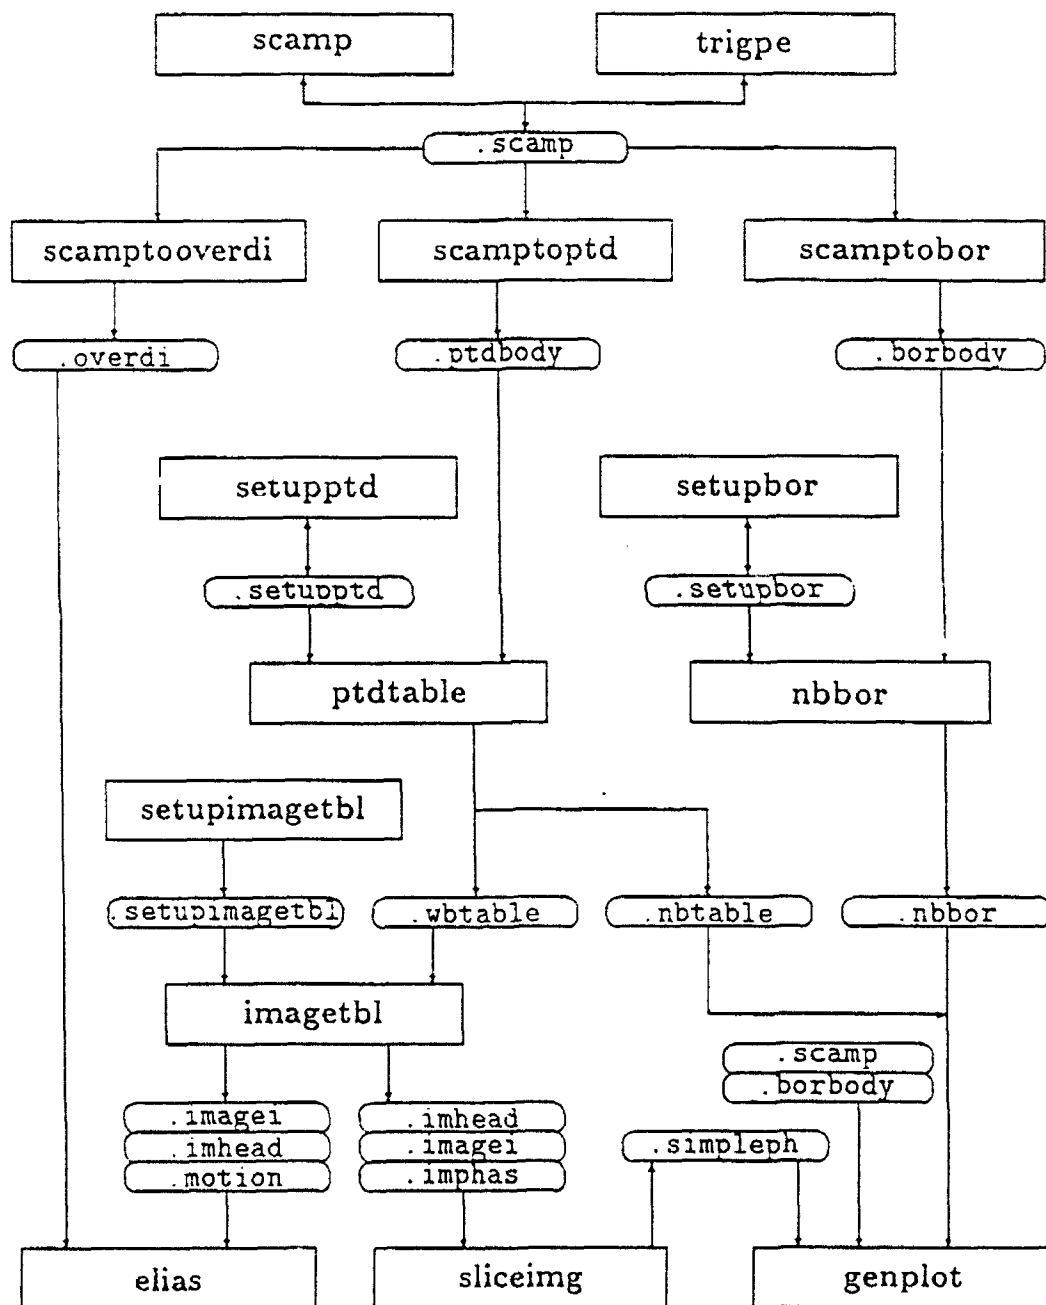 scamp
trigpe
.scamp
scamptooverdi
scamptoptd
scamptobor
.overdi
.ptdbody
.borbody
setupptd
setupbor
.setupptd
.setupbor
ptdtable
nbbor
setupimagetbl
.setupimagetbl
.wbtable
.nbtable
.nbbor
imagetbl
.scamp
.borbody
.imagei
.imhead
.motion
.imhead
.imagei
.imphas
.simpleph
elias
sliceimg
genplot